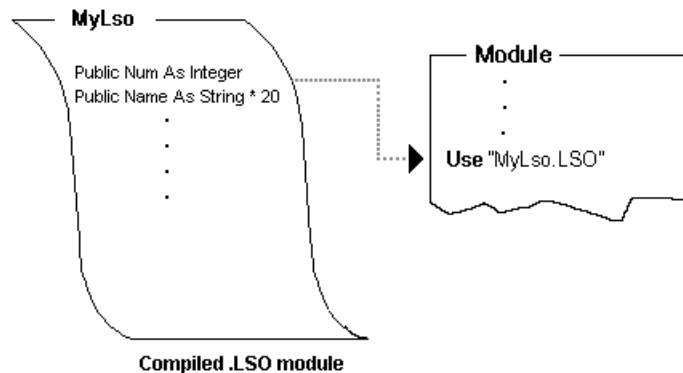 MyLso
Public Num As Integer
Public Name As String * 20
Compiled .LSO module
Module
Use "MyLso.LSO"